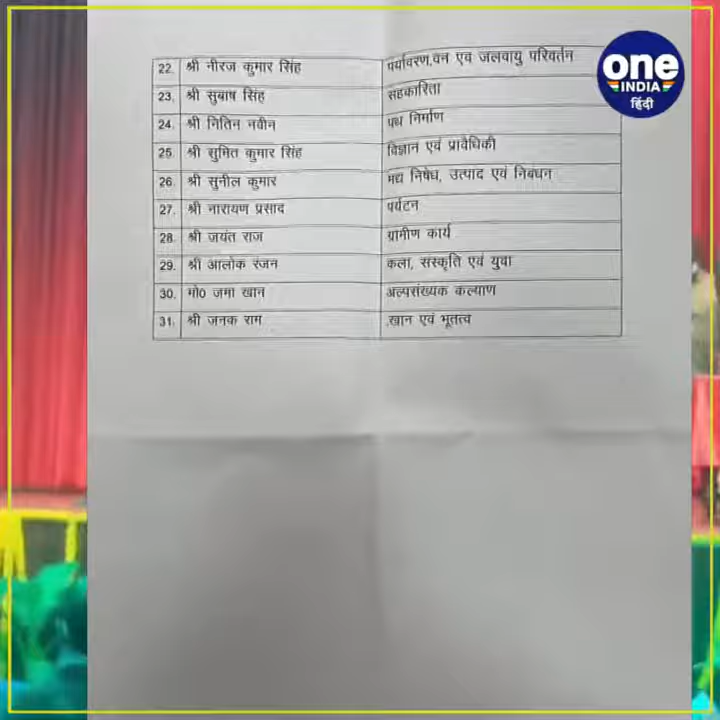 one
INDIA
हिंदी
22. श्री नीरज कुमार सिंह पर्यावरण,वन एवं जलवायु परिवर्तन
23. श्री सुबाष सिंह सहकारिता
24. श्री नितिन नवीन पथ निर्माण
25. श्री सुमित कुमार सिंह विज्ञान एवं प्रावैधिकी
26. श्री सुनील कुमार मद्य निषेध, उत्पाद एवं निबंधन
27. श्री नारायण प्रसाद पर्यटन
28. श्री जयंत राज ग्रामीण कार्य
29. श्री आलोक रंजन कला, संस्कृति एवं युवा
30. मो0 जमा खान अल्पसंख्यक कल्याण
31. श्री जनक राम खान एवं भूतत्व